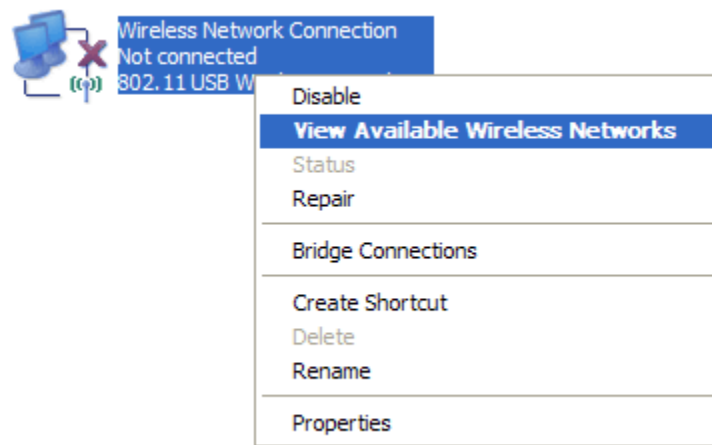 Wireless Network Connection
Not connected
802.11 USB W
Disable
View Available Wireless Networks
Status
Repair
Bridge Connections
Create Shortcut
Delete
Rename
Properties